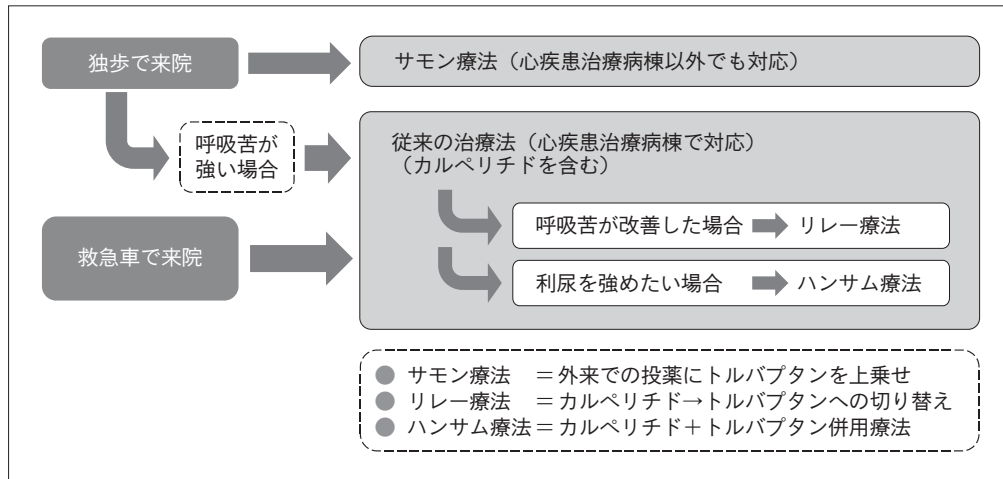 独歩で来院
サモン療法（心疾患治療病棟以外でも対応）
呼吸苦が
強い場合
従来の治療法（心疾患治療病棟で対応）
（カルペリチドを含む）
呼吸苦が改善した場合
リレー療法
救急車で来院
利尿を強めたい場合
ハンサム療法
● サモン療法　＝外来での投薬にトルバプタンを上乗せ
● リレー療法　＝カルペリチド→トルバプタンへの切り替え
● ハンサム療法＝カルペリチド＋トルバプタン併用療法